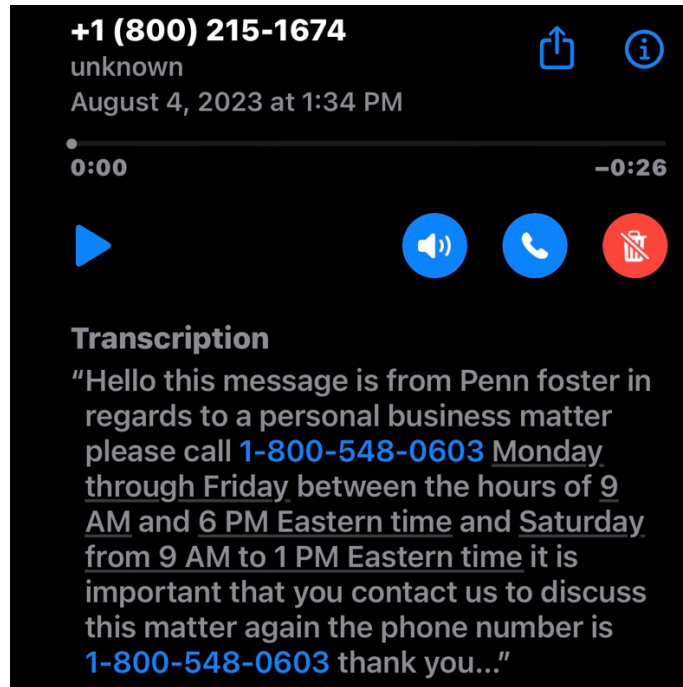 +1 (800) 215-1674
unknown
August 4, 2023 at 1:34 PM
0:00
−0:26
Transcription
“Hello this message is from Penn foster in
regards to a personal business matter
please call 1-800-548-0603 Monday
through Friday between the hours of 9
AM and 6 PM Eastern time and Saturday
from 9 AM to 1 PM Eastern time it is
important that you contact us to discuss
this matter again the phone number is
1-800-548-0603 thank you...”